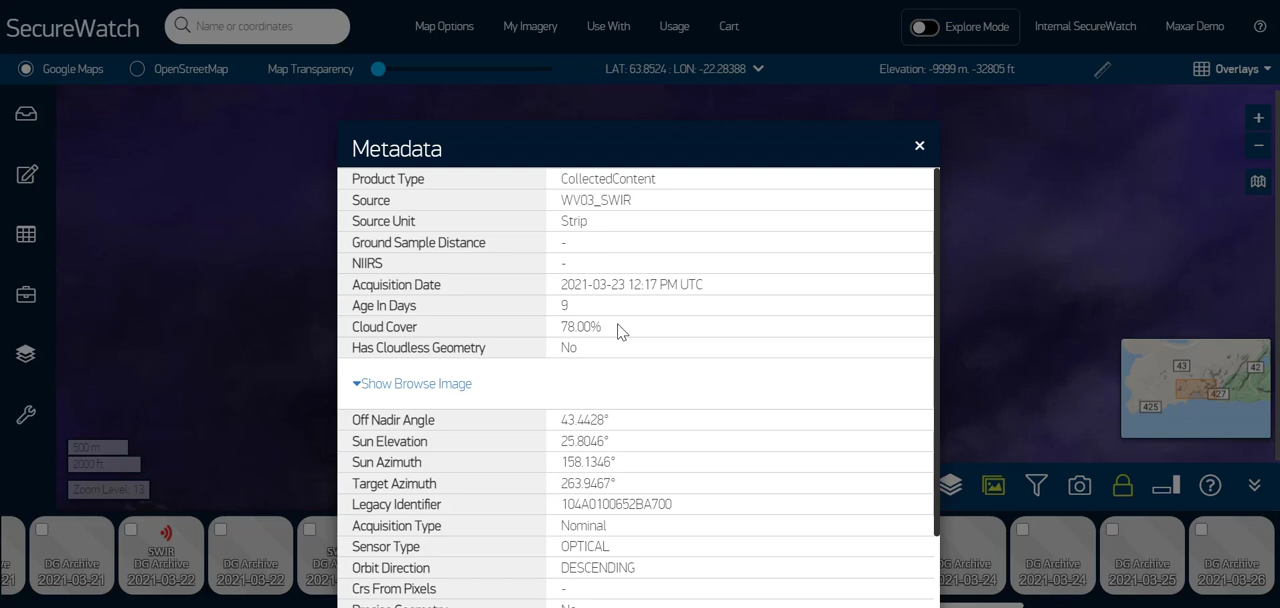 SecureWatch
Name or coordinates
Map Options
My Imagery
Use With
Usage
Cart
Explore Mode
Internal SecureWatch
Maxar Demo
Google Maps
OpenStreetMap
Map Transparency
LAT: 63.8524 : LON: -22.28388
Elevation: -9999 m. -32805 ft
Overlays
Metadata
×
Product Type CollectedContent
Source WV03_SWIR
Source Unit Strip
Ground Sample Distance -
NIIRS -
Acquisition Date 2021-03-23 12:17 PM UTC
Age In Days 9
Cloud Cover 78.00%
Has Cloudless Geometry No
Show Browse Image
Off Nadir Angle 43.4428°
Sun Elevation 25.8046°
Sun Azimuth 158.1346°
Target Azimuth 263.9467°
Legacy Identifier 104A0100652BA700
Acquisition Type Nominal
Sensor Type OPTICAL
Orbit Direction DESCENDING
Crs From Pixels -
43
42
427
425
500 m
2000 ft
Zoom Level: 13
DG Archive
2021-03-21
SWIR
DG Archive
2021-03-22
DG Archive
2021-03-22
DG Archive
2021-03-24
DG Archive
2021-03-25
DG Archive
2021-03-26